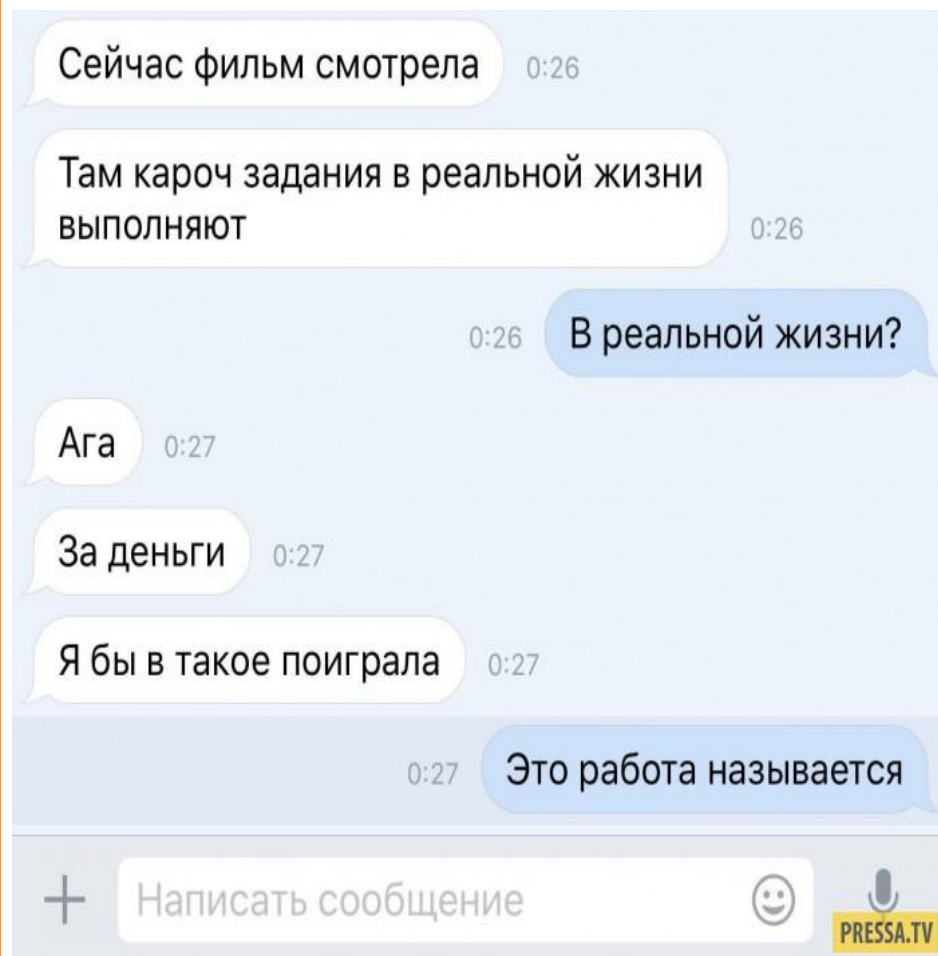 Сейчас фильм смотрела 0:26
Там кароч задания в реальной жизни
выполняют 0:26
0:26 В реальной жизни?
Ага 0:27
За деньги 0:27
Я бы в такое поиграла 0:27
0:27 Это работа называется
Написать сообщение
PRESSA.TV